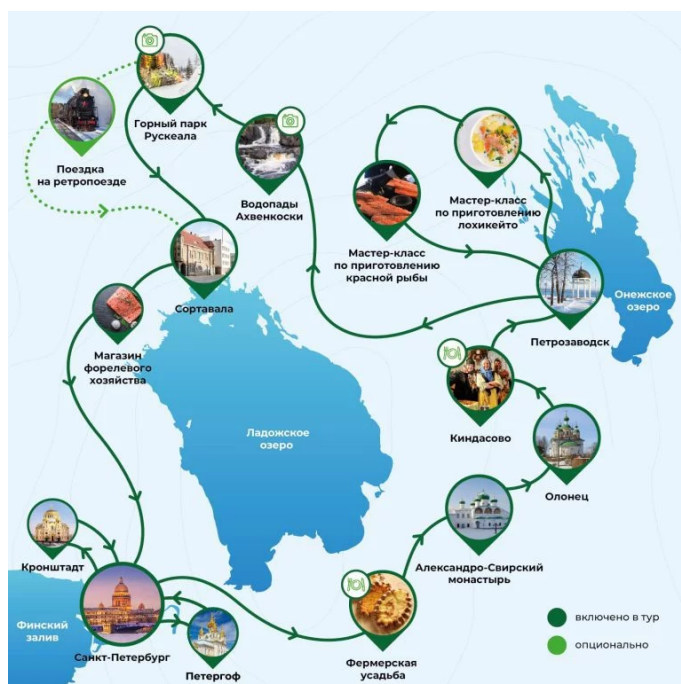 Горный парк
Рускеала
Поездка
на ретропоезде
Водопады
Ахвенкоски
Мастер-класс
по приготовлению
лохикейто
Мастер-класс
по приготовлению
красной рыбы
Сортавала
Онежское
озеро
Петрозаводск
Магазин
форелевого
хозяйства
Ладожское
озеро
Киндасово
Олонец
Кронштадт
Александро-Свирский
монастырь
Финский
залив
включено в тур
опционально
Санкт-Петербург
Петергоф
Фермерская
усадьба